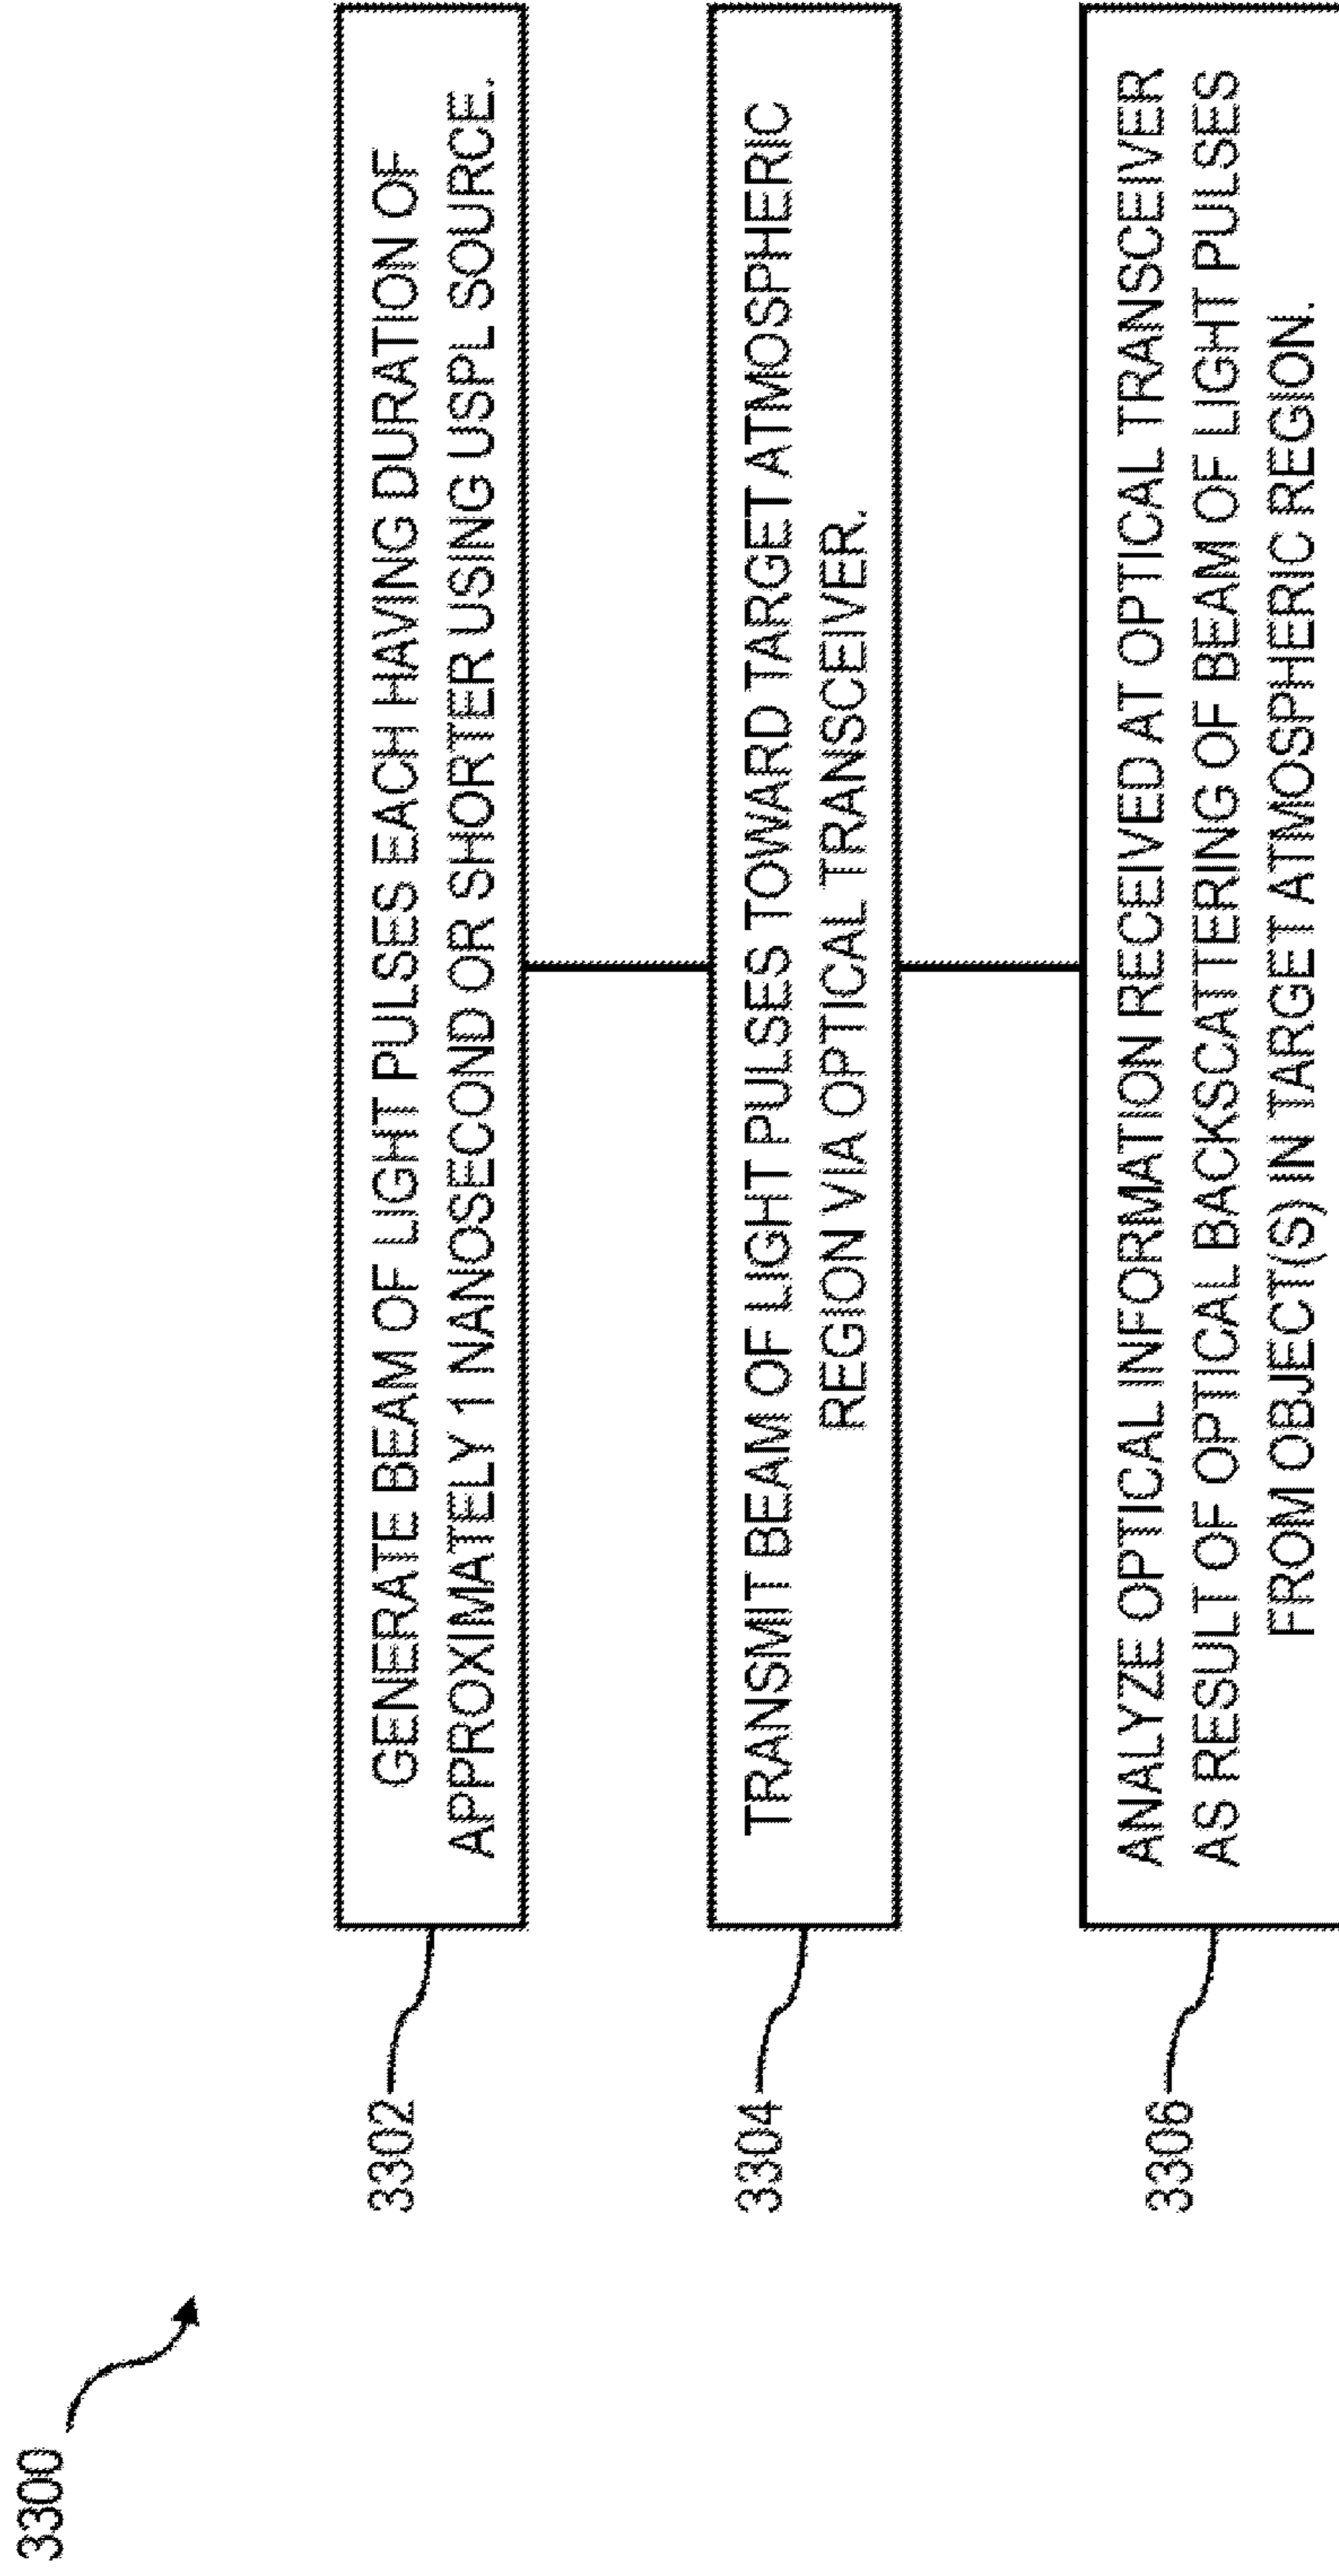 3300
3302
GENERATE BEAM OF LIGHT PULSES EACH HAVING DURATION OF
APPROXIMATELY 1 NANOSECOND OR SHORTER USING USPL SOURCE.
3304
TRANSMIT BEAM OF LIGHT PULSES TOWARD TARGET ATMOSPHERIC
REGION VIA OPTICAL TRANSCEIVER.
3306
ANALYZE OPTICAL INFORMATION RECEIVED AT OPTICAL TRANSCEIVER
AS RESULT OF OPTICAL BACKSCATTERING OF BEAM OF LIGHT PULSES
FROM OBJECT(S) IN TARGET ATMOSPHERIC REGION.